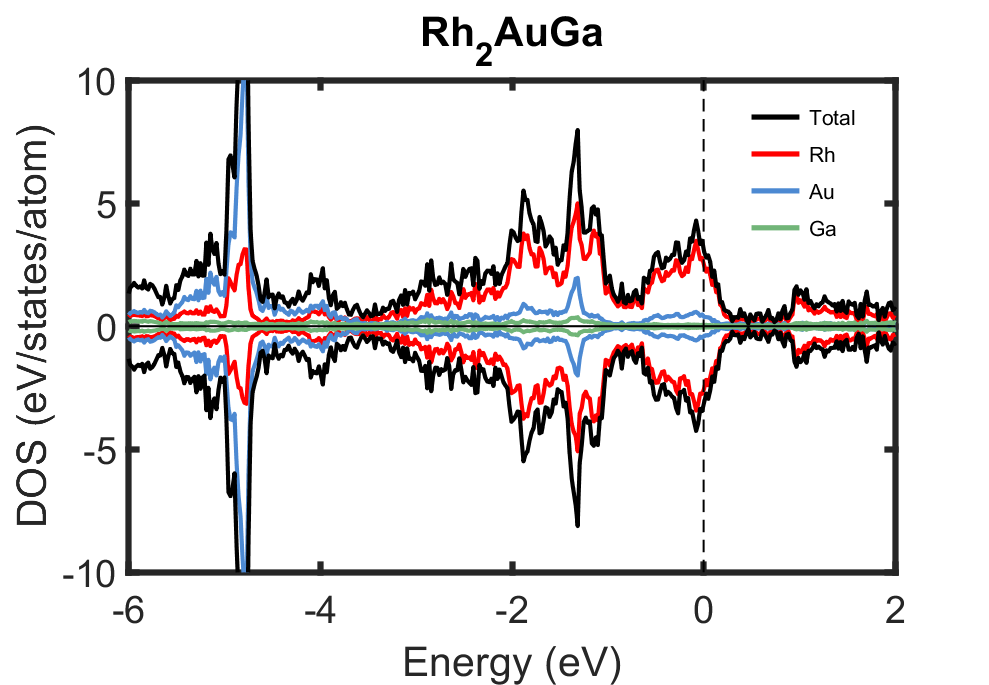 Rh₂AuGa
DOS (eV/states/atom)
10
5
0
-5
-10
Total
Rh
Au
Ga
-6 -4 -2 0 2
Energy (eV)